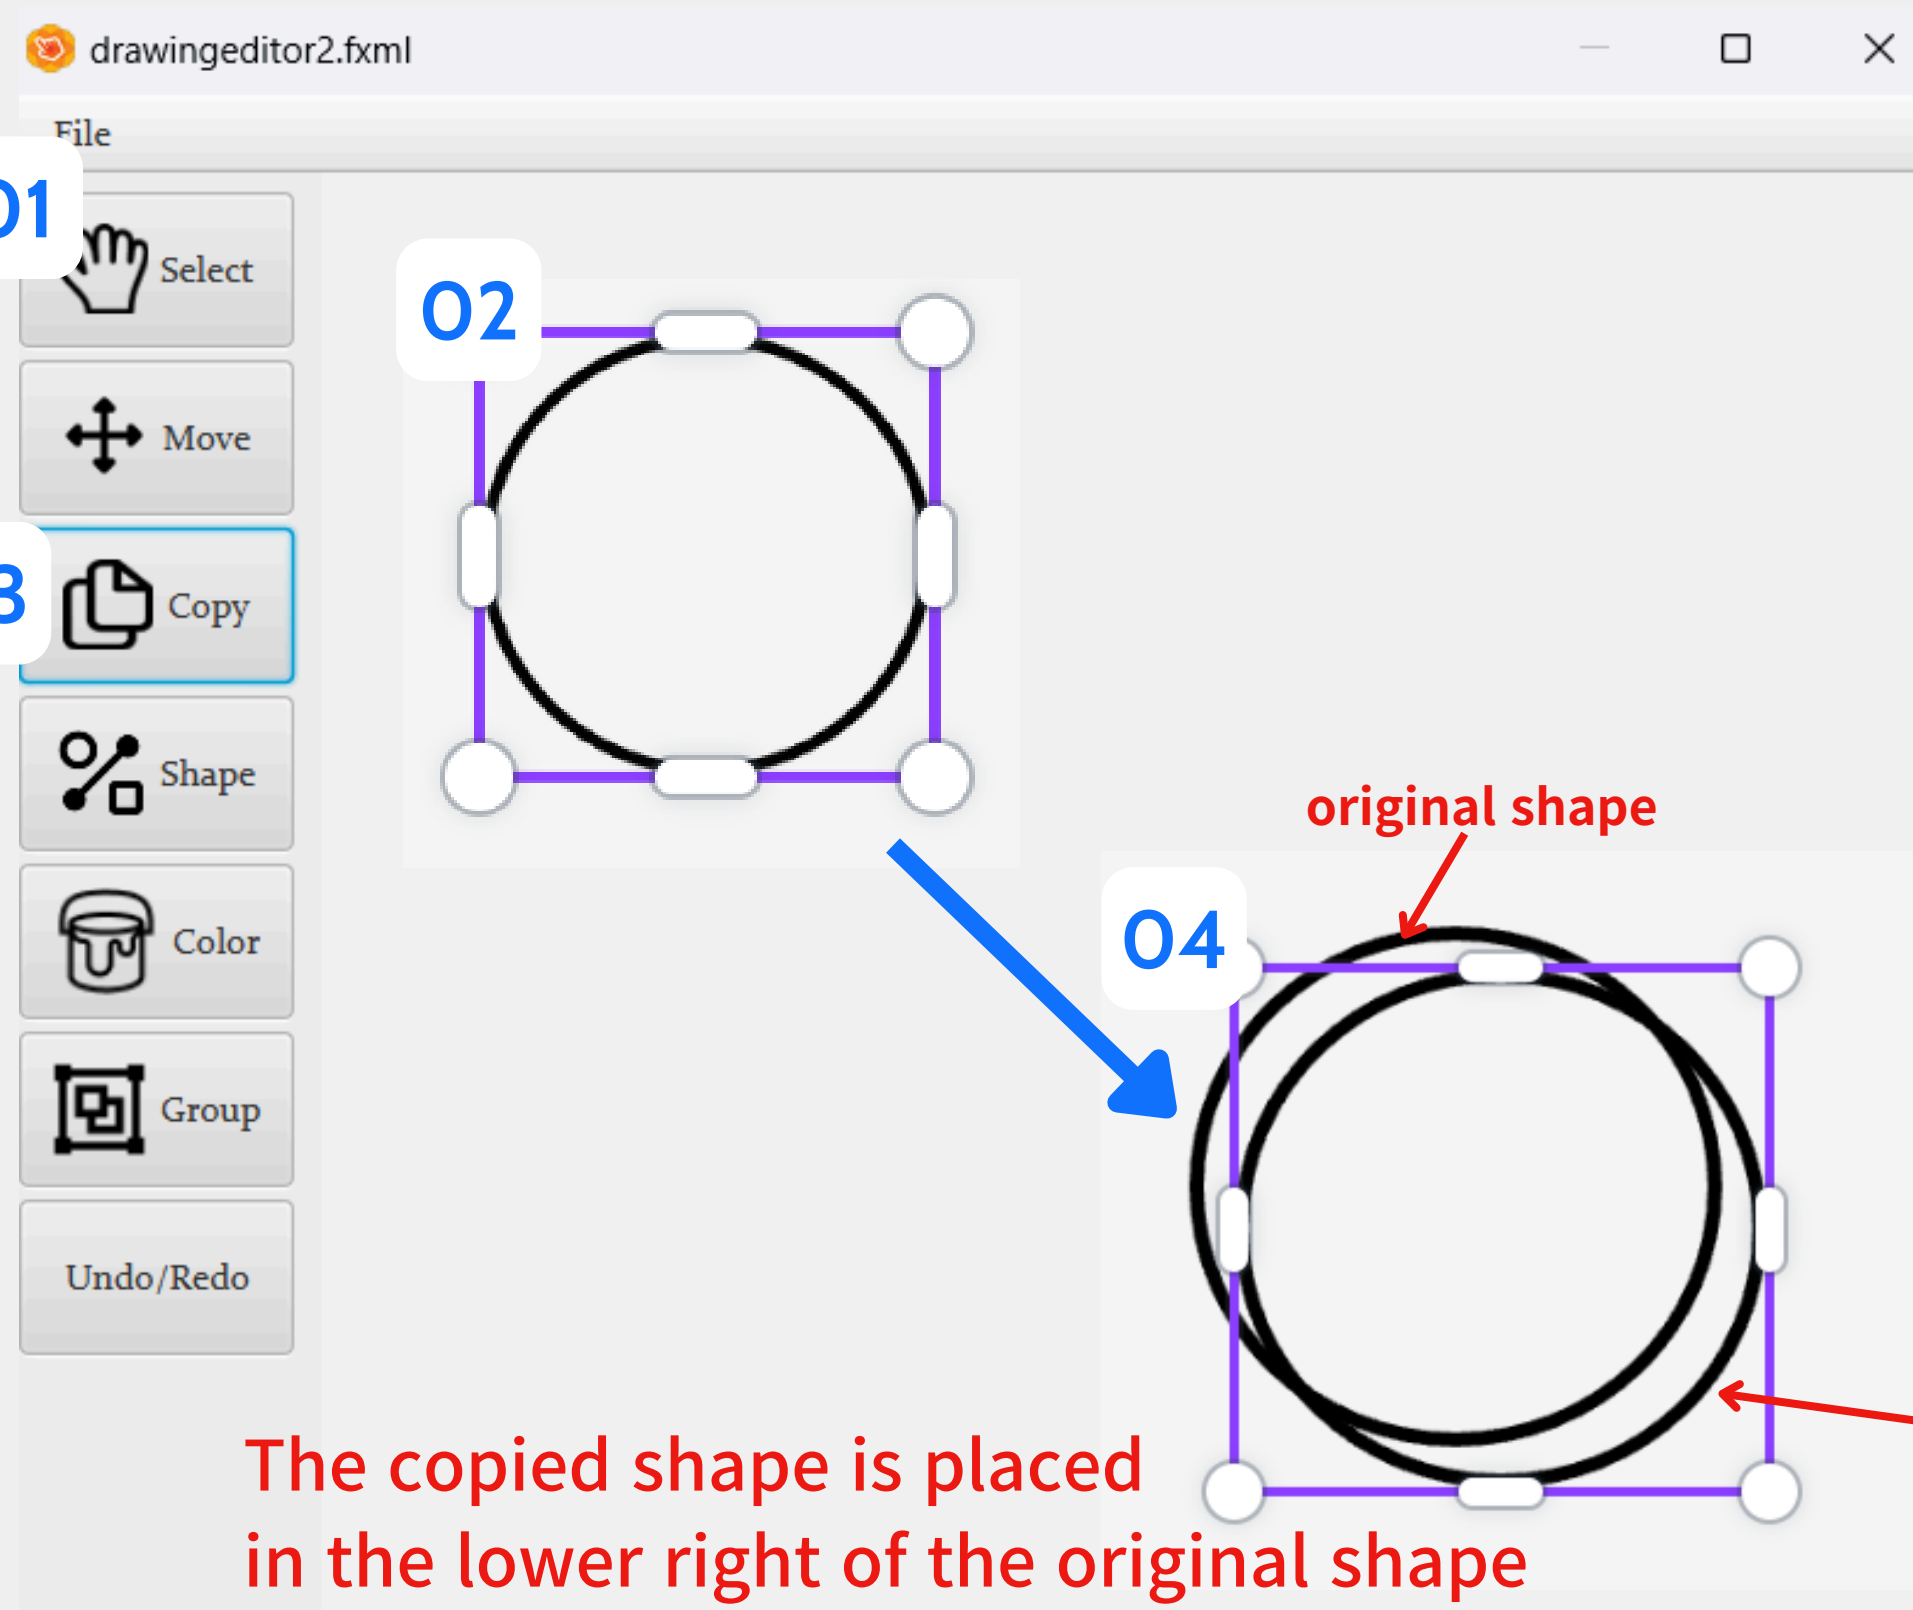 drawingeditor2.fxml
File
01
Select
02
Move
3
Copy
Shape
original shape
Color
04
Group
Undo/Redo
The copied shape is placed
in the lower right of the original shape